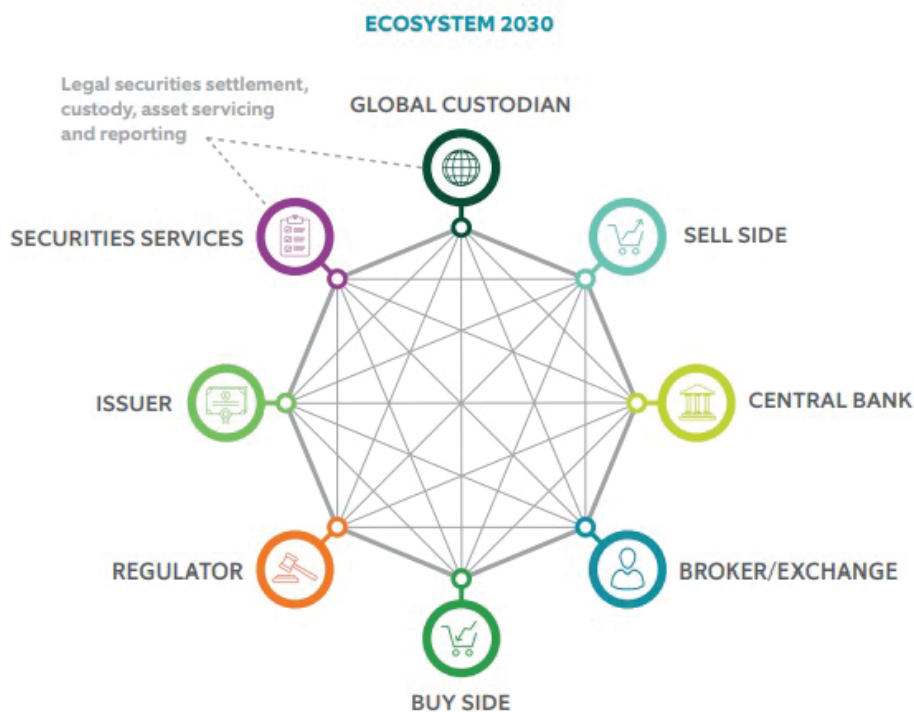 ECOSYSTEM 2030
Legal securities settlement,
custody, asset servicing
and reporting
GLOBAL CUSTODIAN
SECURITIES SERVICES
SELL SIDE
ISSUER
CENTRAL BANK
REGULATOR
BROKER/EXCHANGE
BUY SIDE